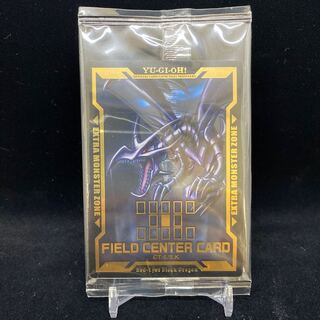 YU-GI-OH!
EXTRA MONSTER ZONE
EXTRA MONSTER ZONE
FIELD CENTER CARD
Red-Eyes Black Dragon